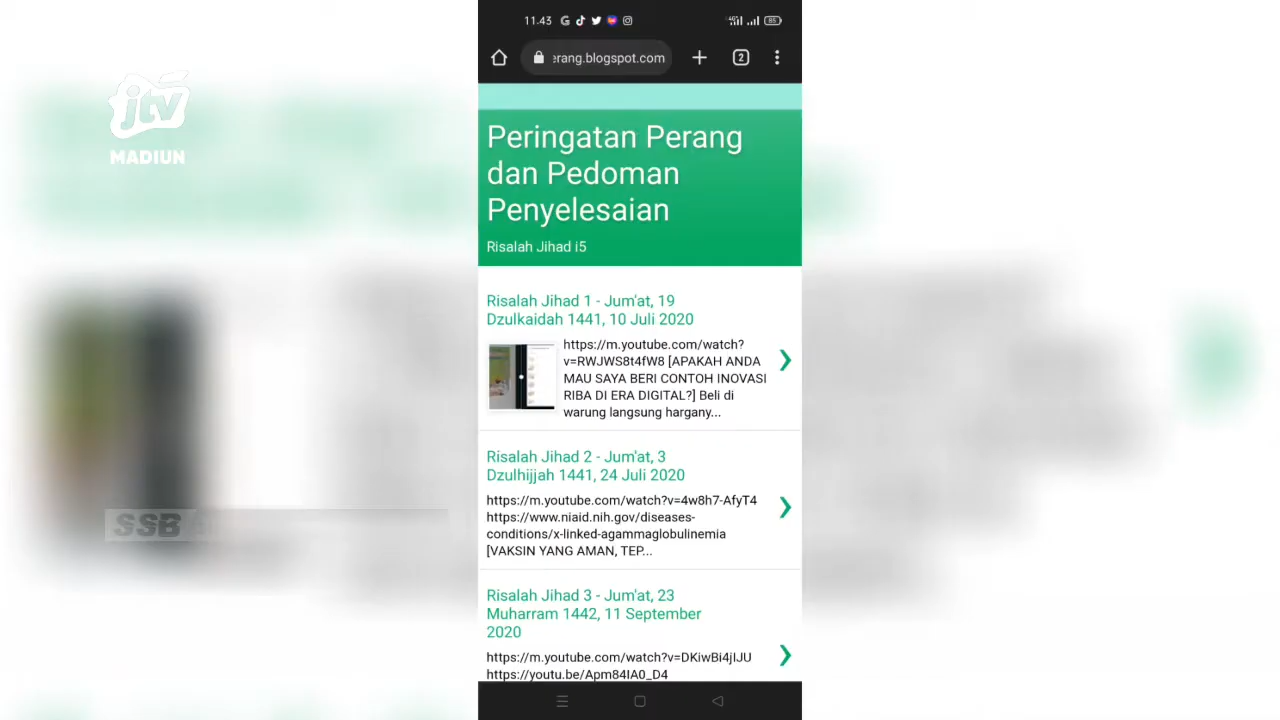 11.43
85
erang.blogspot.com
2
jtv
MADIUN
Peringatan Perang
dan Pedoman
Penyelesaian
Risalah Jihad i5
Risalah Jihad 1 - Jum'at, 19
Dzulkaidah 1441, 10 Juli 2020
https://m.youtube.com/watch?
v=RWJWS8t4fW8 [APAKAH ANDA
MAU SAYA BERI CONTOH INOVASI
RIBA DI ERA DIGITAL?] Beli di
warung langsung hargany...
Risalah Jihad 2 - Jum'at, 3
Dzulhijjah 1441, 24 Juli 2020
https://m.youtube.com/watch?v=4w8h7-AfyT4
https://www.niaid.nih.gov/diseases-
conditions/x-linked-agammaglobulinemia
[VAKSIN YANG AMAN, TEP...
SSB
Risalah Jihad 3 - Jum'at, 23
Muharram 1442, 11 September
2020
https://m.youtube.com/watch?v=DKiwBi4jIJU
https://youtu.be/Apm84IA0_D4